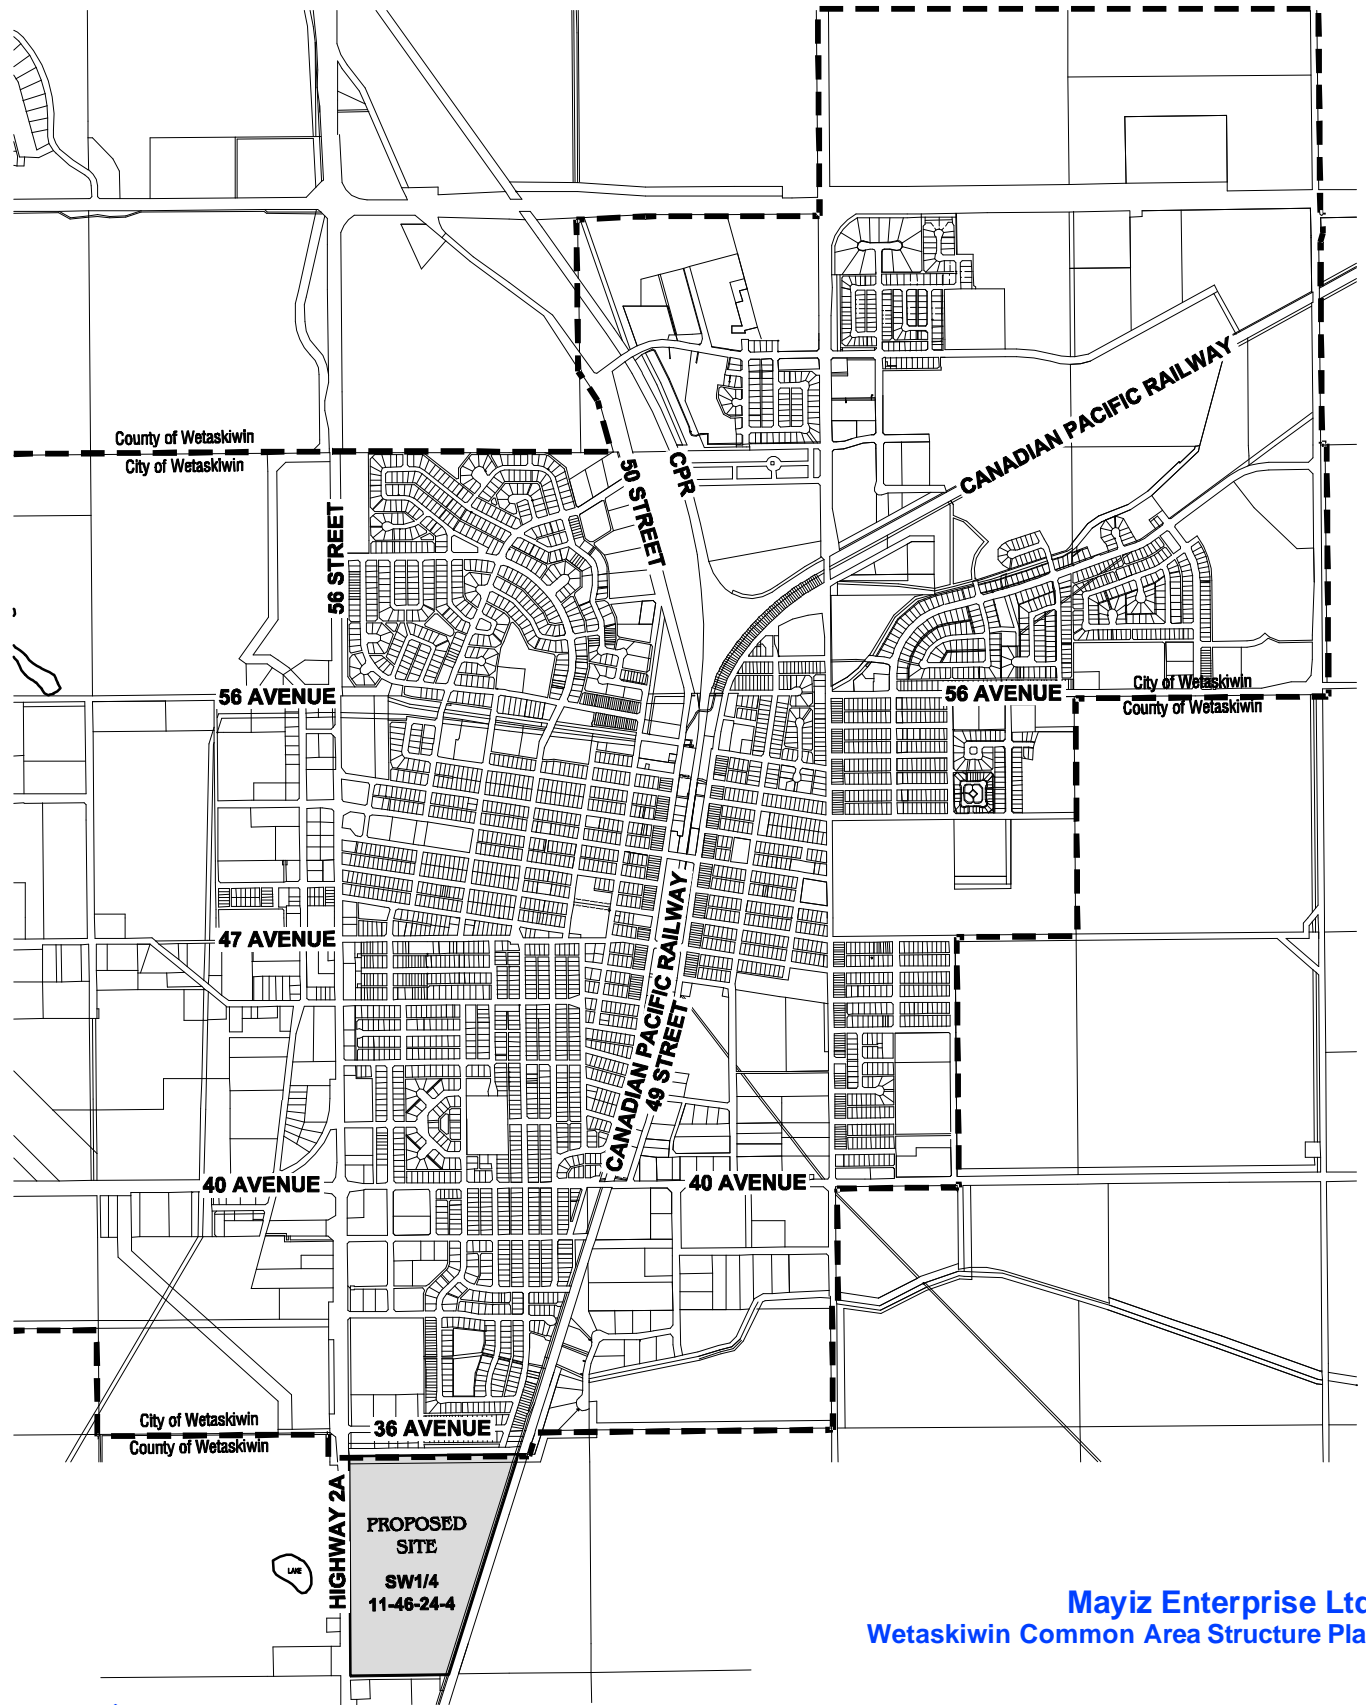 County of Wetaskiwin
City of Wetaskiwin
CANADIAN PACIFIC RAILWAY
CPR
50 STREET
56 STREET
56 AVENUE
56 AVENUE
City of Wetaskiwin
County of Wetaskiwin
47 AVENUE
CANADIAN PACIFIC RAILWAY
49 STREET
40 AVENUE
40 AVENUE
City of Wetaskiwin
County of Wetaskiwin
36 AVENUE
HIGHWAY 2A
PROPOSED
SITE
SW1/4
11-46-24-4
LAKE
Mayiz Enterprise Ltd
Wetaskiwin Common Area Structure Pla